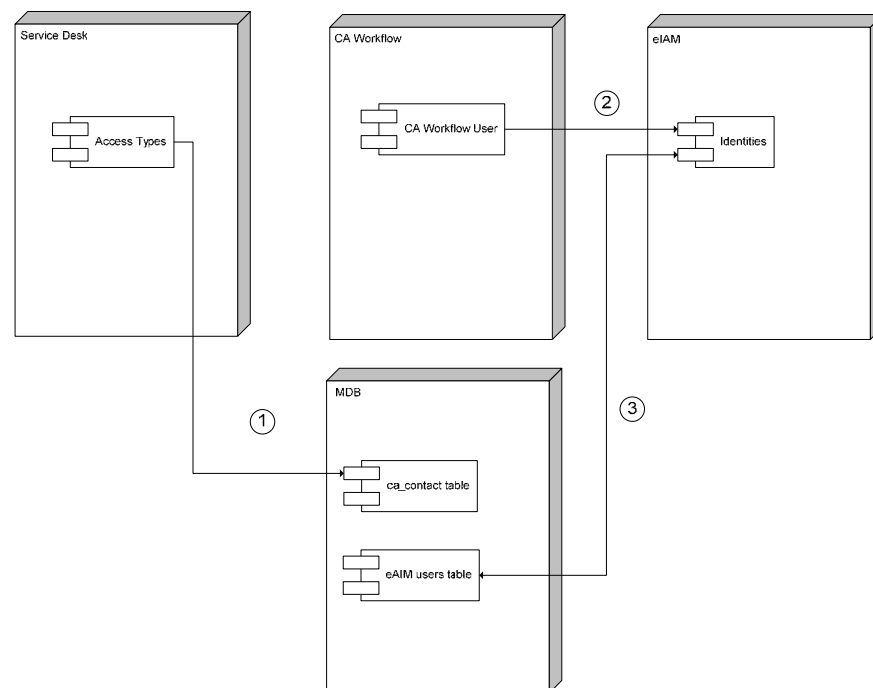 Service Desk
CA Workflow
eIAM
Access Types
CA Workflow User
2
Identities
MDB
1
3
ca_contact table
eAIM users table